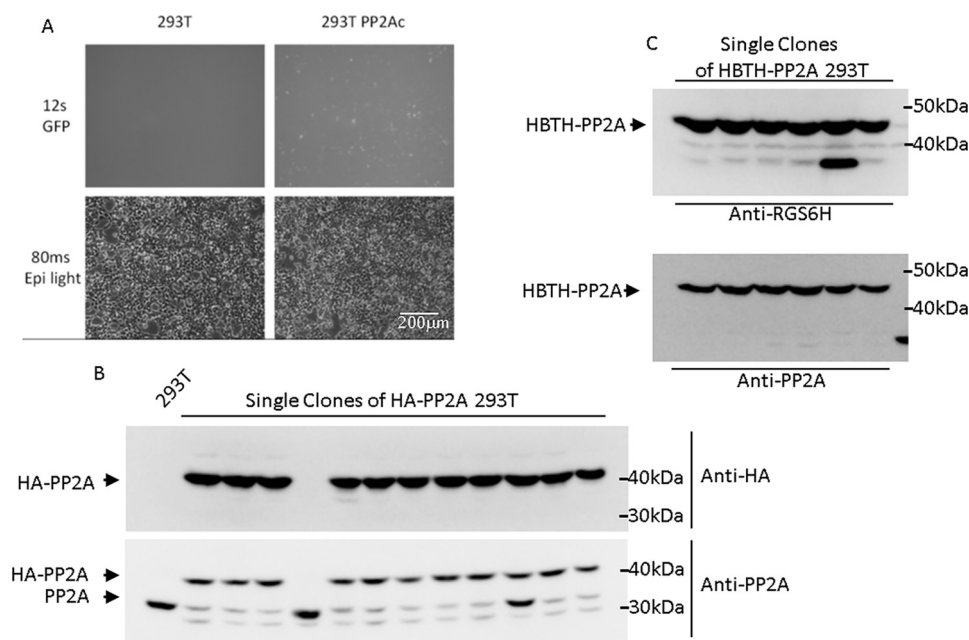 A
293T
293T PP2Ac
12s
GFP
80ms
Epi light
200μm
B
293T
Single Clones of HA-PP2A 293T
HA-PP2A
40kDa
30kDa
Anti-HA
HA-PP2A
PP2A
40kDa
30kDa
Anti-PP2A
C
Single Clones
of HBTH-PP2A 293T
HBTH-PP2A
50kDa
40kDa
Anti-RGS6H
HBTH-PP2A
50kDa
40kDa
Anti-PP2A